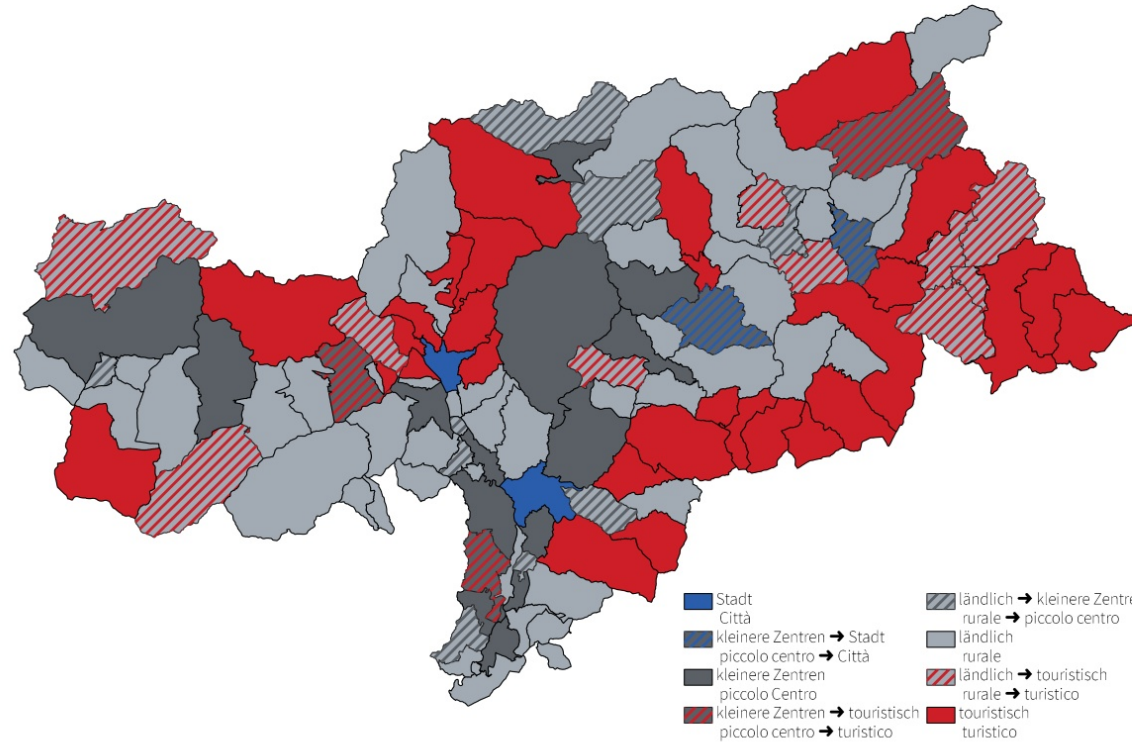 Stadt
Città
kleinere Zentren ➔ Stadt
piccolo centro ➔ Città
kleinere Zentren
piccolo Centro
kleinere Zentren ➔ touristisch
piccolo centro ➔ turistico
ländlich ➔ kleinere Zentre
rurale ➔ piccolo centro
ländlich
rurale
ländlich ➔ touristisch
rurale ➔ turistico
touristisch
turistico